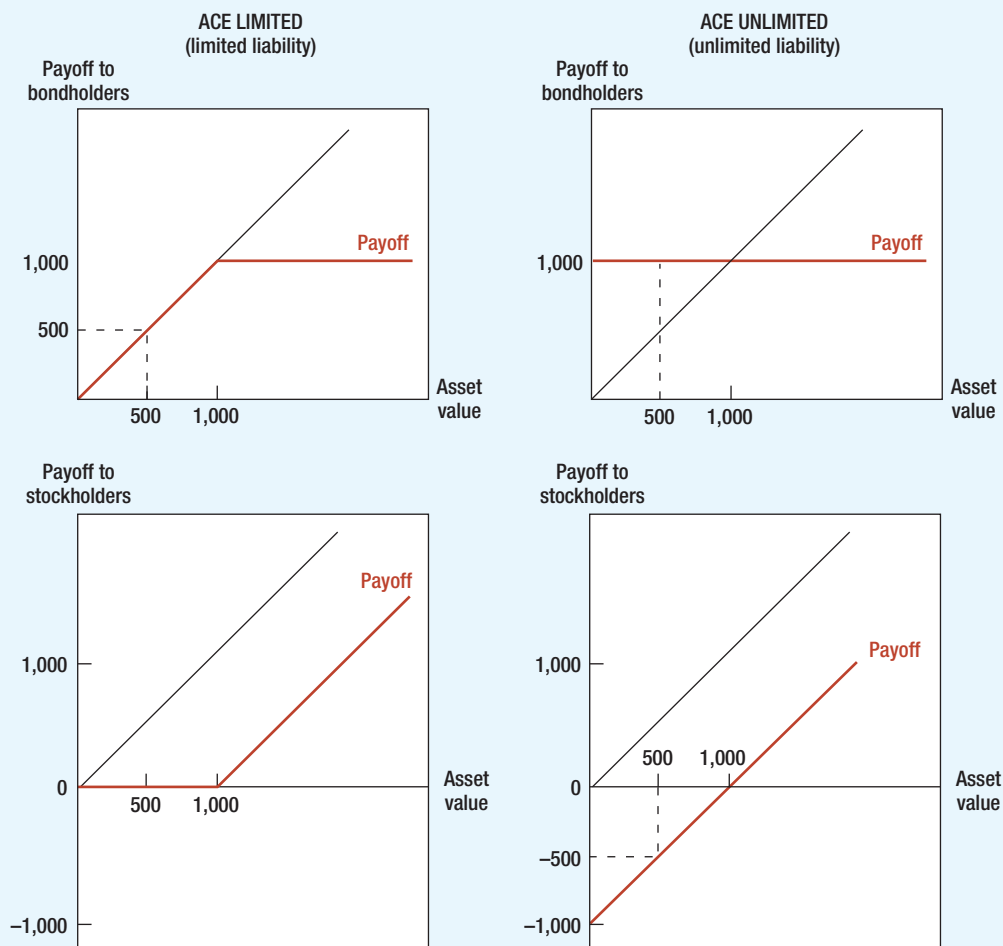 ACE LIMITED
(limited liability)
Payoff to
bondholders
Payoff
1,000
500
500
1,000
Asset
value
ACE UNLIMITED
(unlimited liability)
Payoff to
bondholders
Payoff
1,000
500
1,000
Asset
value
Payoff to
stockholders
Payoff
1,000
0
500
1,000
Asset
value
–1,000
Payoff to
stockholders
Payoff
1,000
500
1,000
0
Asset
value
–500
–1,000